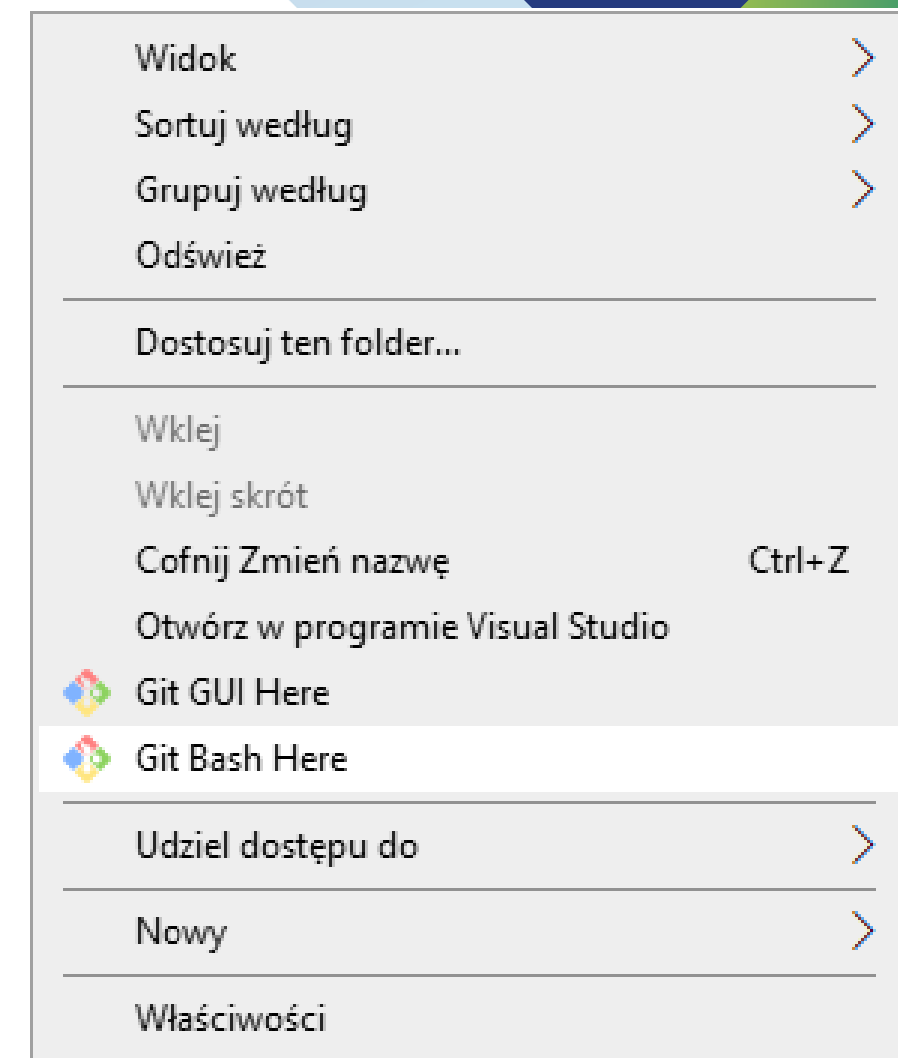 Widok
Sortuj według
Grupuj według
Odśwież
Dostosuj ten folder...
Wklej
Wklej skrót
Cofnij Zmień nazwę Ctrl+Z
Otwórz w programie Visual Studio
Git GUI Here
Git Bash Here
Udziel dostępu do
Nowy
Właściwości